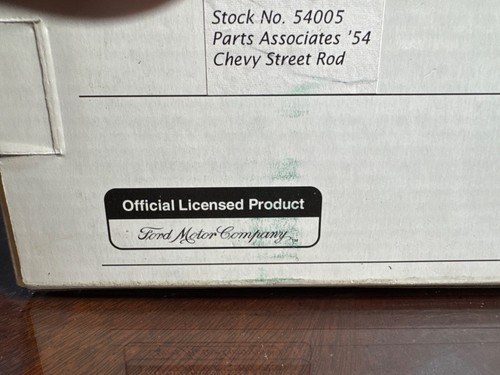 Stock No. 54005
Parts Associates '54
Chevy Street Rod
Official Licensed Product
Ford Motor Company